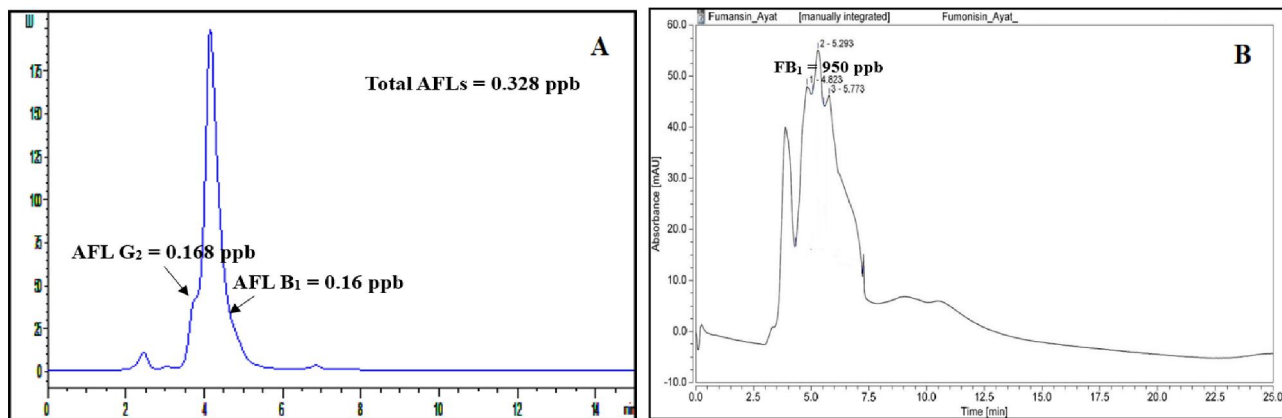 A
Total AFLs = 0.328 ppb
AFL G₂ = 0.168 ppb
AFL B₁ = 0.16 ppb
0 2 4 6 8 10 12 14 min
Fumansin_Ayat [manually integrated] Fumonisin_Ayat_
B
60.0
50.0
40.0
30.0
20.0
10.0
0.0
-10.0
Absorbance [mAU]
2 - 5.293
FB₁ = 950 ppb
1 - 4.823
3 - 5.773
0.0 2.5 5.0 7.5 10.0 12.5 15.0 17.5 20.0 22.5 25.0
Time [min]